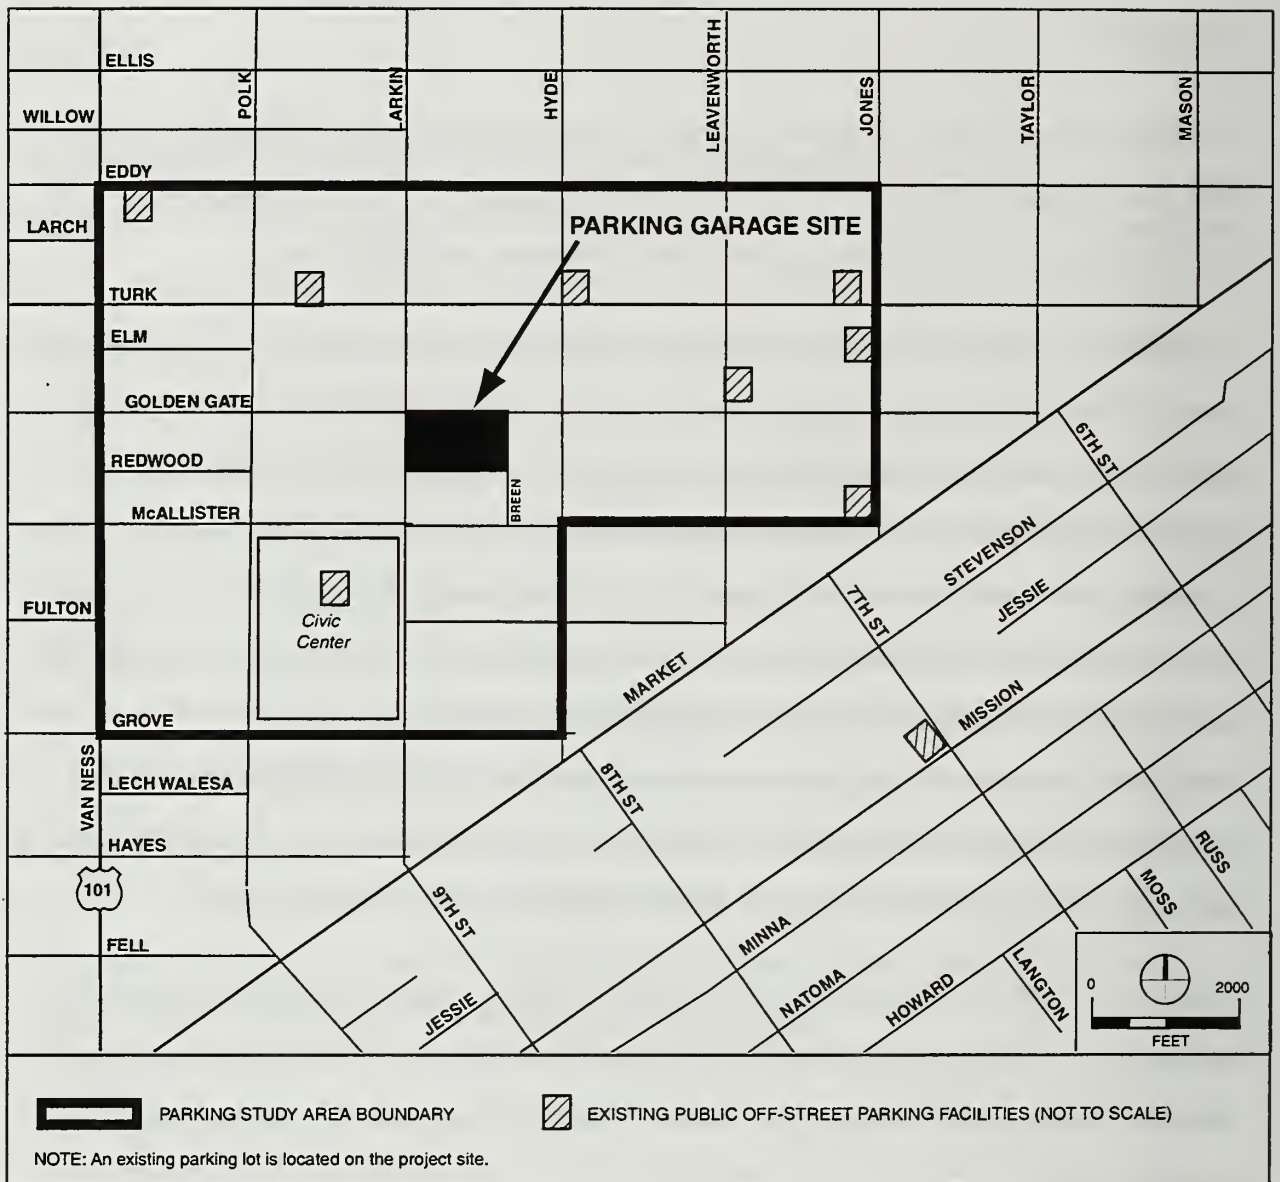 ELLIS
POLK
LARKIN
HYDE
LEAVENWORTH
JONES
TAYLOR
MASON
WILLOW
EDDY
LARCH
PARKING GARAGE SITE
TURK
ELM
GOLDEN GATE
6TH ST
REDWOOD
BREEN
McALLISTER
STEVENSON
JESSIE
7TH ST
FULTON
Civic
Center
MARKET
MISSION
GROVE
VAN NESS
LECH WALESA
8TH ST
HAYES
RUSS
MOSS
101
9TH ST
FELL
MINNA
NATOMA
HOWARD
LANGTON
JESSIE
0 2000
FEET
PARKING STUDY AREA BOUNDARY
EXISTING PUBLIC OFF-STREET PARKING FACILITIES (NOT TO SCALE)
NOTE: An existing parking lot is located on the project site.